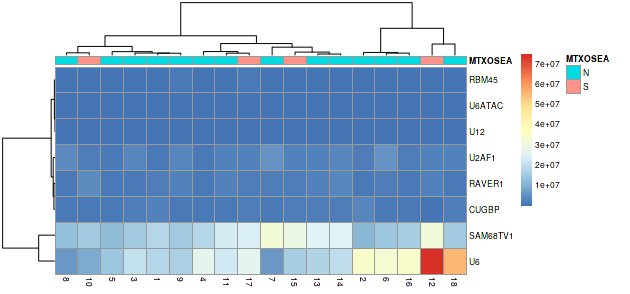 MTXOSEA
RBM45
U6ATAC
U12
U2AF1
RAVER1
CUGBP
SAM68TV1
U6
8 10 5 3 1 9 4 11 17 7 15 13 14 2 6 16 12 18
7e+07
6e+07
5e+07
4e+07
3e+07
2e+07
1e+07
MTXOSEA
N
S